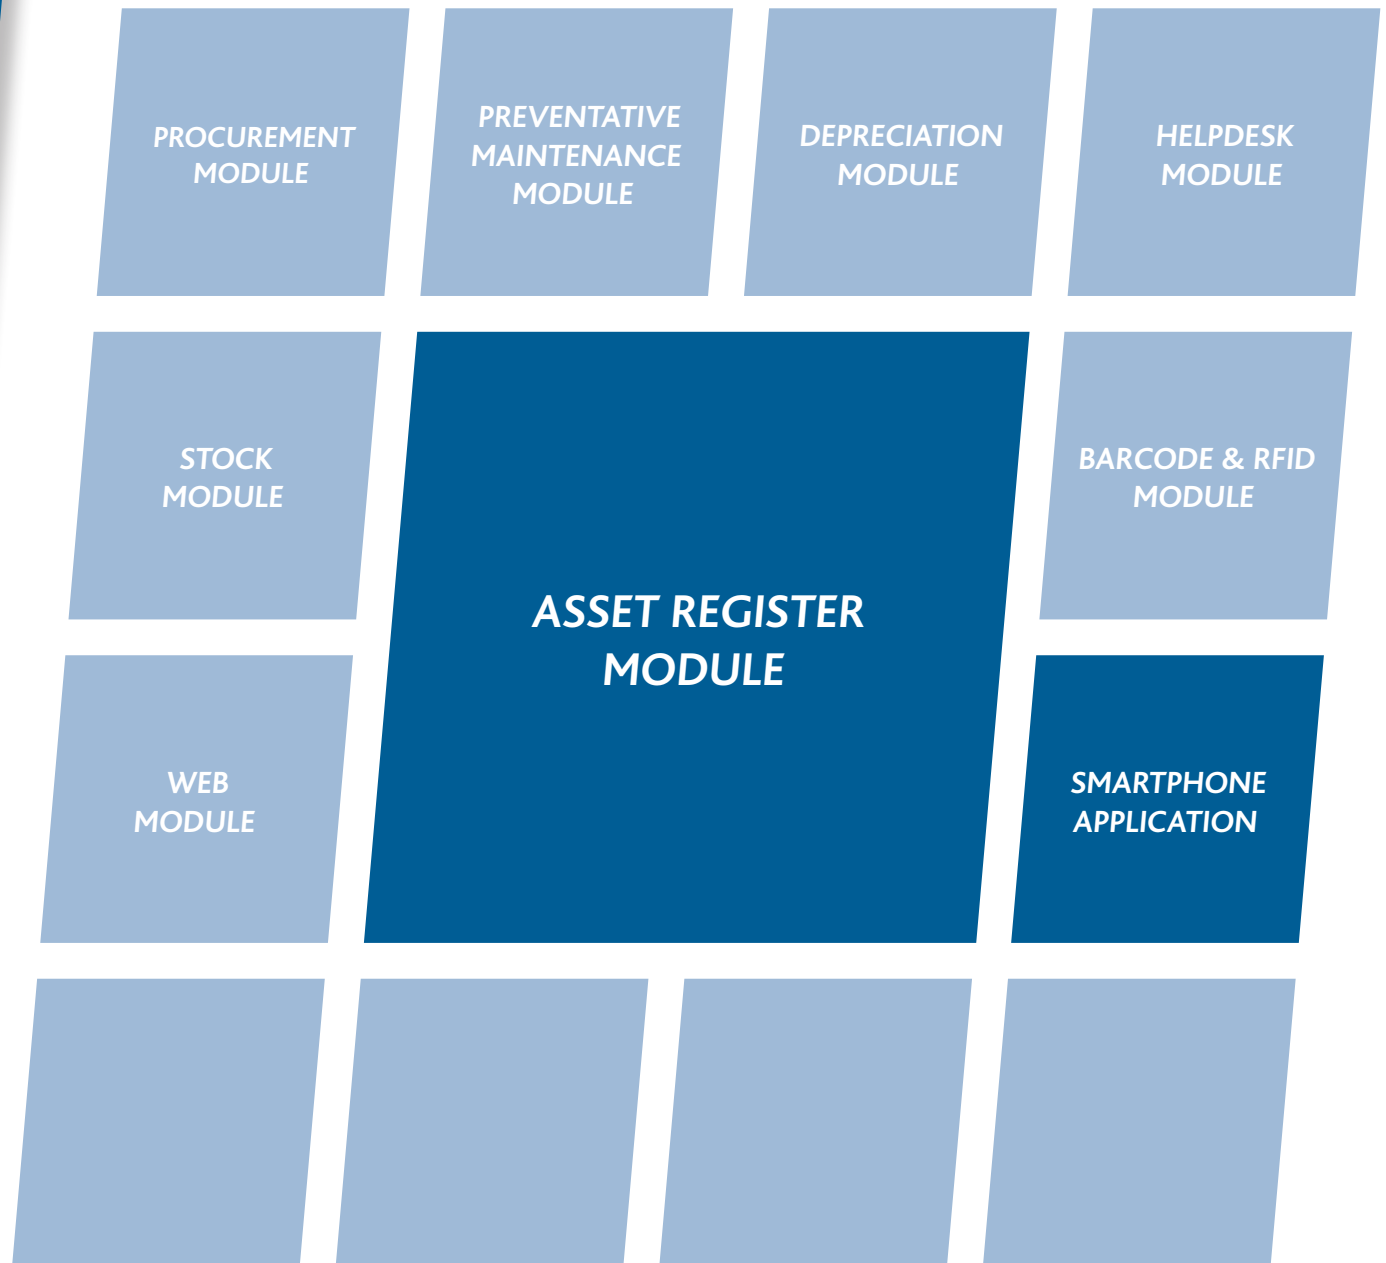 PROCUREMENT
MODULE
PREVENTATIVE
MAINTENANCE
MODULE
DEPRECIATION
MODULE
HELPDESK
MODULE
STOCK
MODULE
ASSET REGISTER
MODULE
BARCODE & RFID
MODULE
WEB
MODULE
SMARTPHONE
APPLICATION